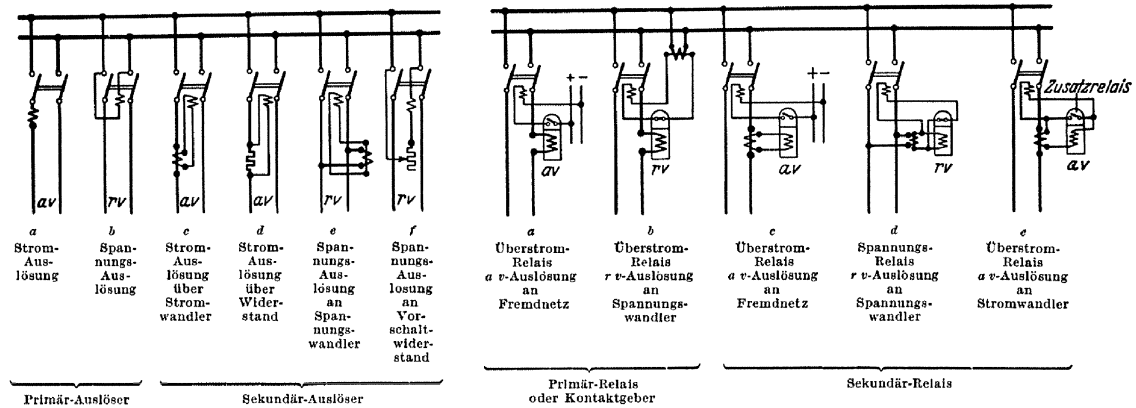 + -
+ -
Zusatzrelais
av
rv
av
av
rv
rv
av
rv
av
rv
av
a
Strom-
Aus-
lösung
b
Span-
nungs-
Aus-
lösung
c
Strom-
Aus-
lösung
über
Strom-
wandler
d
Strom-
Aus-
lösung
über
Wider-
stand
e
Span-
nungs-
Aus-
lösung
an
Span-
nungs-
wandler
f
Span-
nungs-
Aus-
losung
an
Vor-
schalt-
wider-
stand
a
Überstrom-
Relais
a v-Auslösung
an
Fremdnetz
b
Überstrom-
Relais
r v-Auslösung
an
Spannungs-
wandler
c
Überstrom-
Relais
a v-Auslösung
an
Fremdnetz
d
Spannungs-
Relais
r v-Auslösung
an
Spannungs-
wandler
e
Überstrom-
Relais
a v-Auslösung
an
Stromwandler
Primär-Auslöser
Sekundär-Auslöser
Primär-Relais
oder Kontaktgeber
Sekundär-Relais